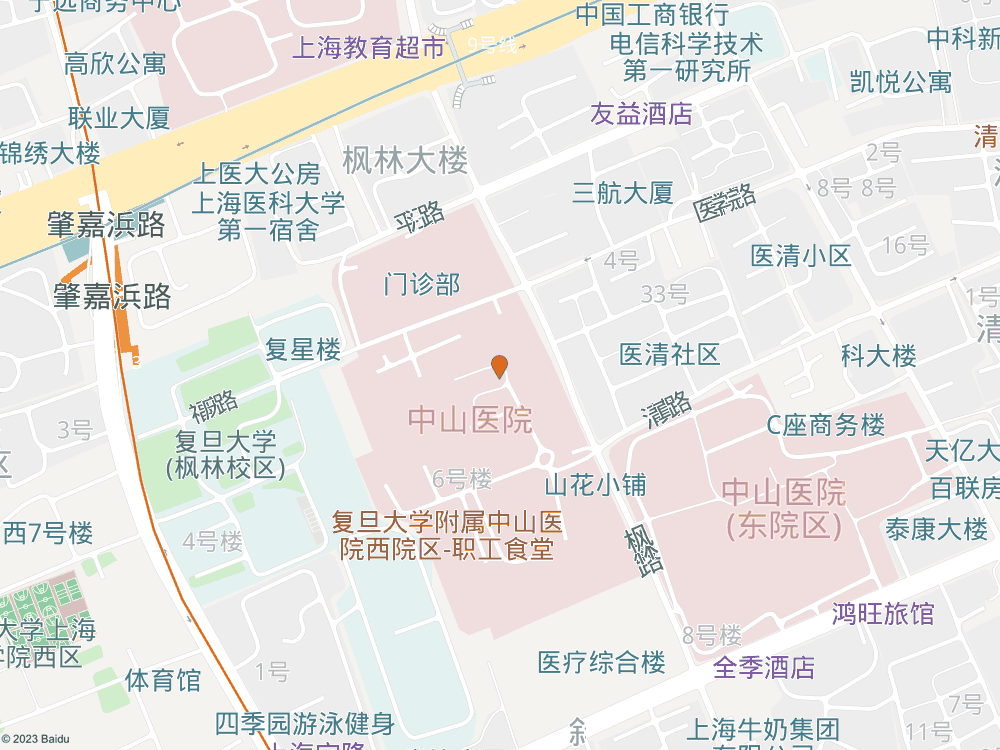 中国工商银行
电信科学技术
第一研究所
中科新
上海教育超市
9号线
高欣公寓
凯悦公寓
联业大厦
友益酒店
锦绣大楼
枫林大楼
2号
清
上医大公房
上海医科大学
第一宿舍
三航大厦
医学院路
8号
8号
平江路
肇嘉浜路
16号
医清小区
4号
门诊部
33号
1号
肇嘉浜路
清
复星楼
医清社区
科大楼
福荫路
3号
中山医院
清真路
C座商务楼
复旦大学
(枫林校区)
天亿大
6号楼
山花小铺
中山医院
(东院区)
百联房
西7号楼
复旦大学附属中山医
院西院区-职工食堂
4号楼
枫林路
泰康大楼
大学上海
学院西区
鸿旺旅馆
8号楼
1号
医疗综合楼
全季酒店
体育馆
7号
四季园游泳健身
上海牛奶集团
11号
© 2023 Baidu